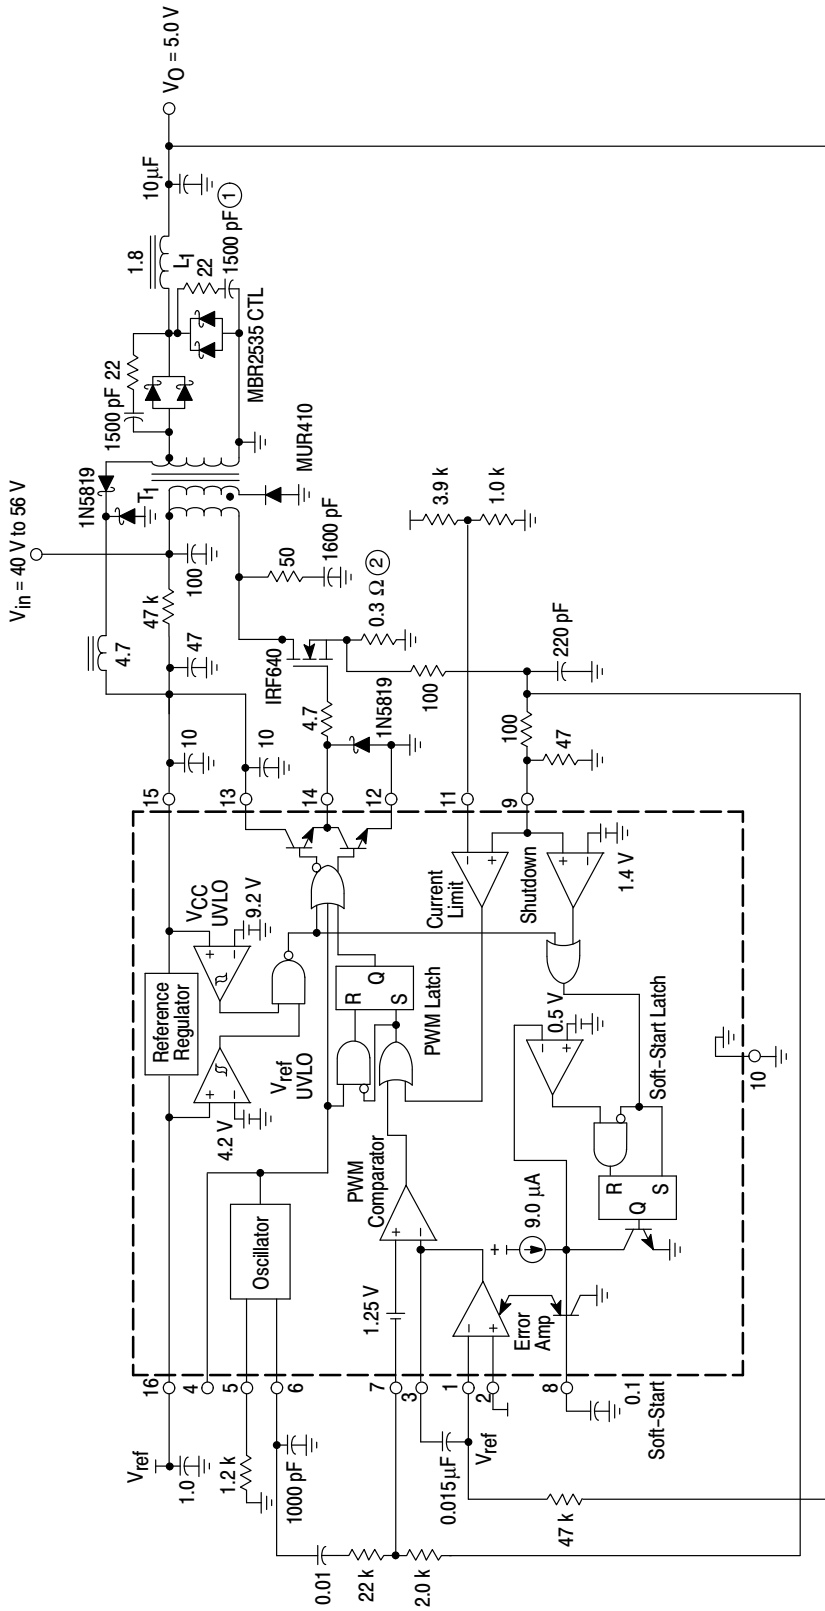 Vin = 40 V to 56 V
VO = 5.0 V
10 µF
1.8
L1
22
1500 pF
1
1500 pF
22
MBR2535 CTL
1N5819
T1
MUR410
4.7
47 k
100
47
50
1600 pF
0.3 Ω
2
IRF640
10
10
4.7
1N5819
100
3.9 k
1.0 k
220 pF
100
47
15
13
14
12
11
9
Reference
Regulator
VCC
UVLO
9.2 V
4.2 V
Vref
UVLO
R
Q
S
PWM Latch
Oscillator
PWM
Comparator
1.25 V
Current
Limit
Shutdown
1.4 V
Error
Amp
9.0 µA
0.5 V
Soft-Start Latch
R
Q
S
10
16
4
5
6
7
3
1
2
8
Vref
1.0
1.2 k
1000 pF
0.01
22 k
2.0 k
0.015 µF
Vref
47 k
0.1
Soft-Start
+
-
+
-
+
-
-
+
-
+
+
-
-
+
+